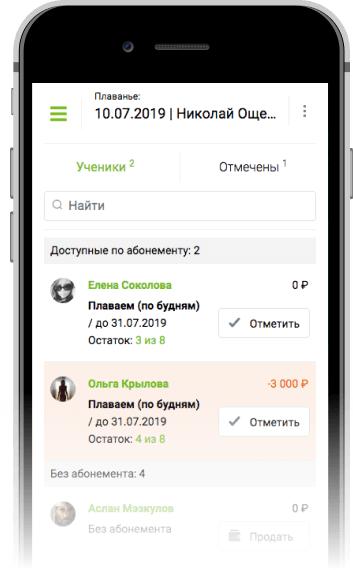 Плаванье:
10.07.2019 | Николай Още...
Ученики 2
Отмечены 1
Найти
Доступные по абонементу: 2
Елена Соколова
0 ₽
Плаваем (по будням)
/ до 31.07.2019
Остаток: 3 из 8
Отметить
Ольга Крылова
-3 000 ₽
Плаваем (по будням)
/ до 31.07.2019
Остаток: 4 из 8
Отметить
Без абонемента: 4
Аслан Мэзкулов
0 ₽
Без абонемента
Продать